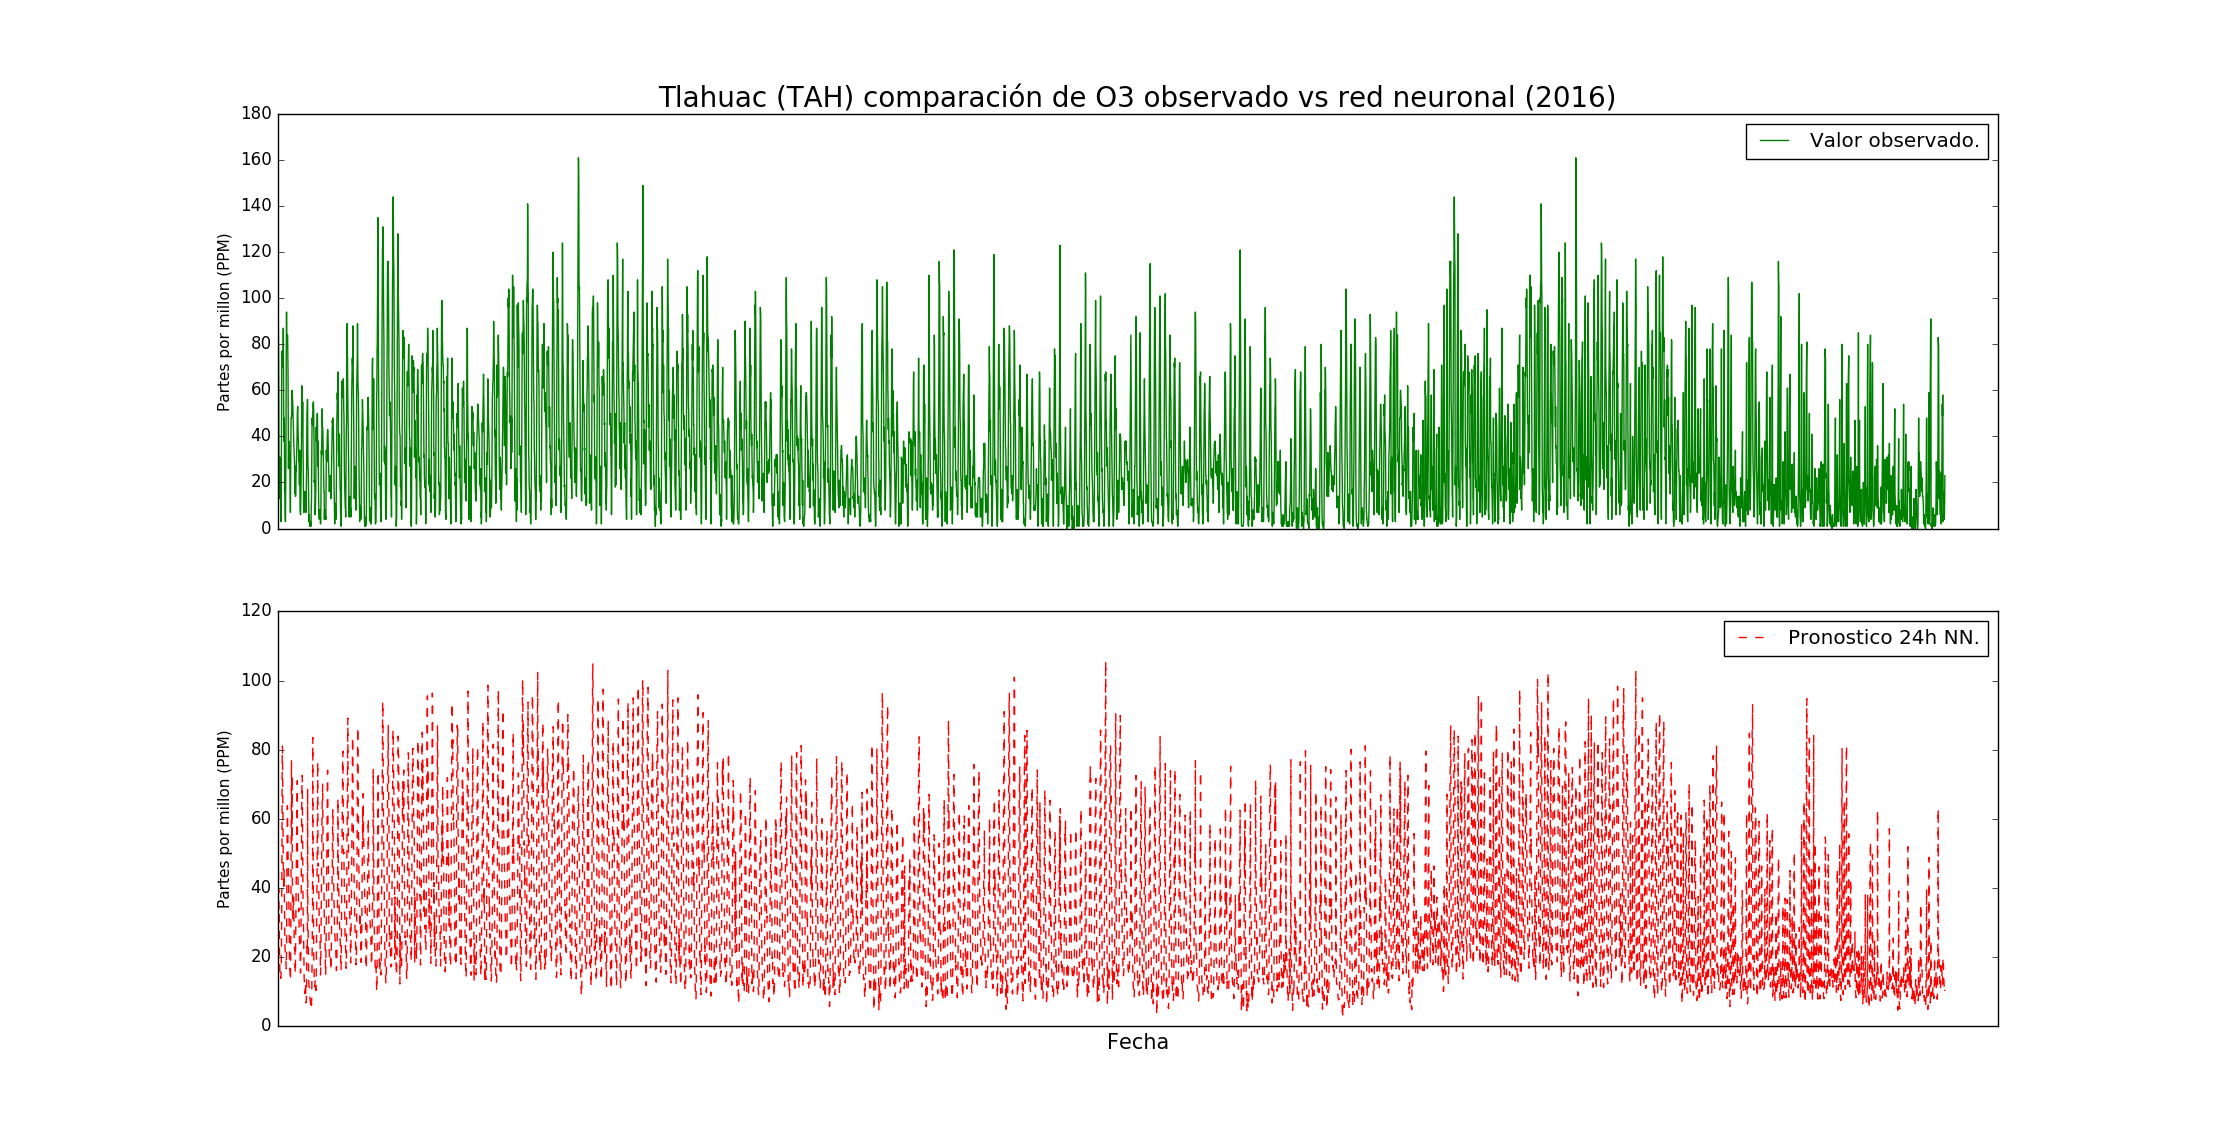 Tlahuac (TAH) comparación de O3 observado vs red neuronal (2016)
180
160
140
120
100
80
60
40
20
0
Partes por millon (PPM)
Valor observado.
120
100
80
60
40
20
0
Partes por millon (PPM)
Pronostico 24h NN.
Fecha